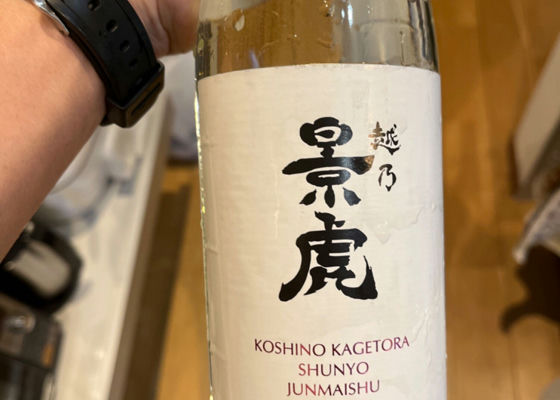 越乃
景虎
KOSHINO KAGETORA
SHUNYO
JUNMAISHU